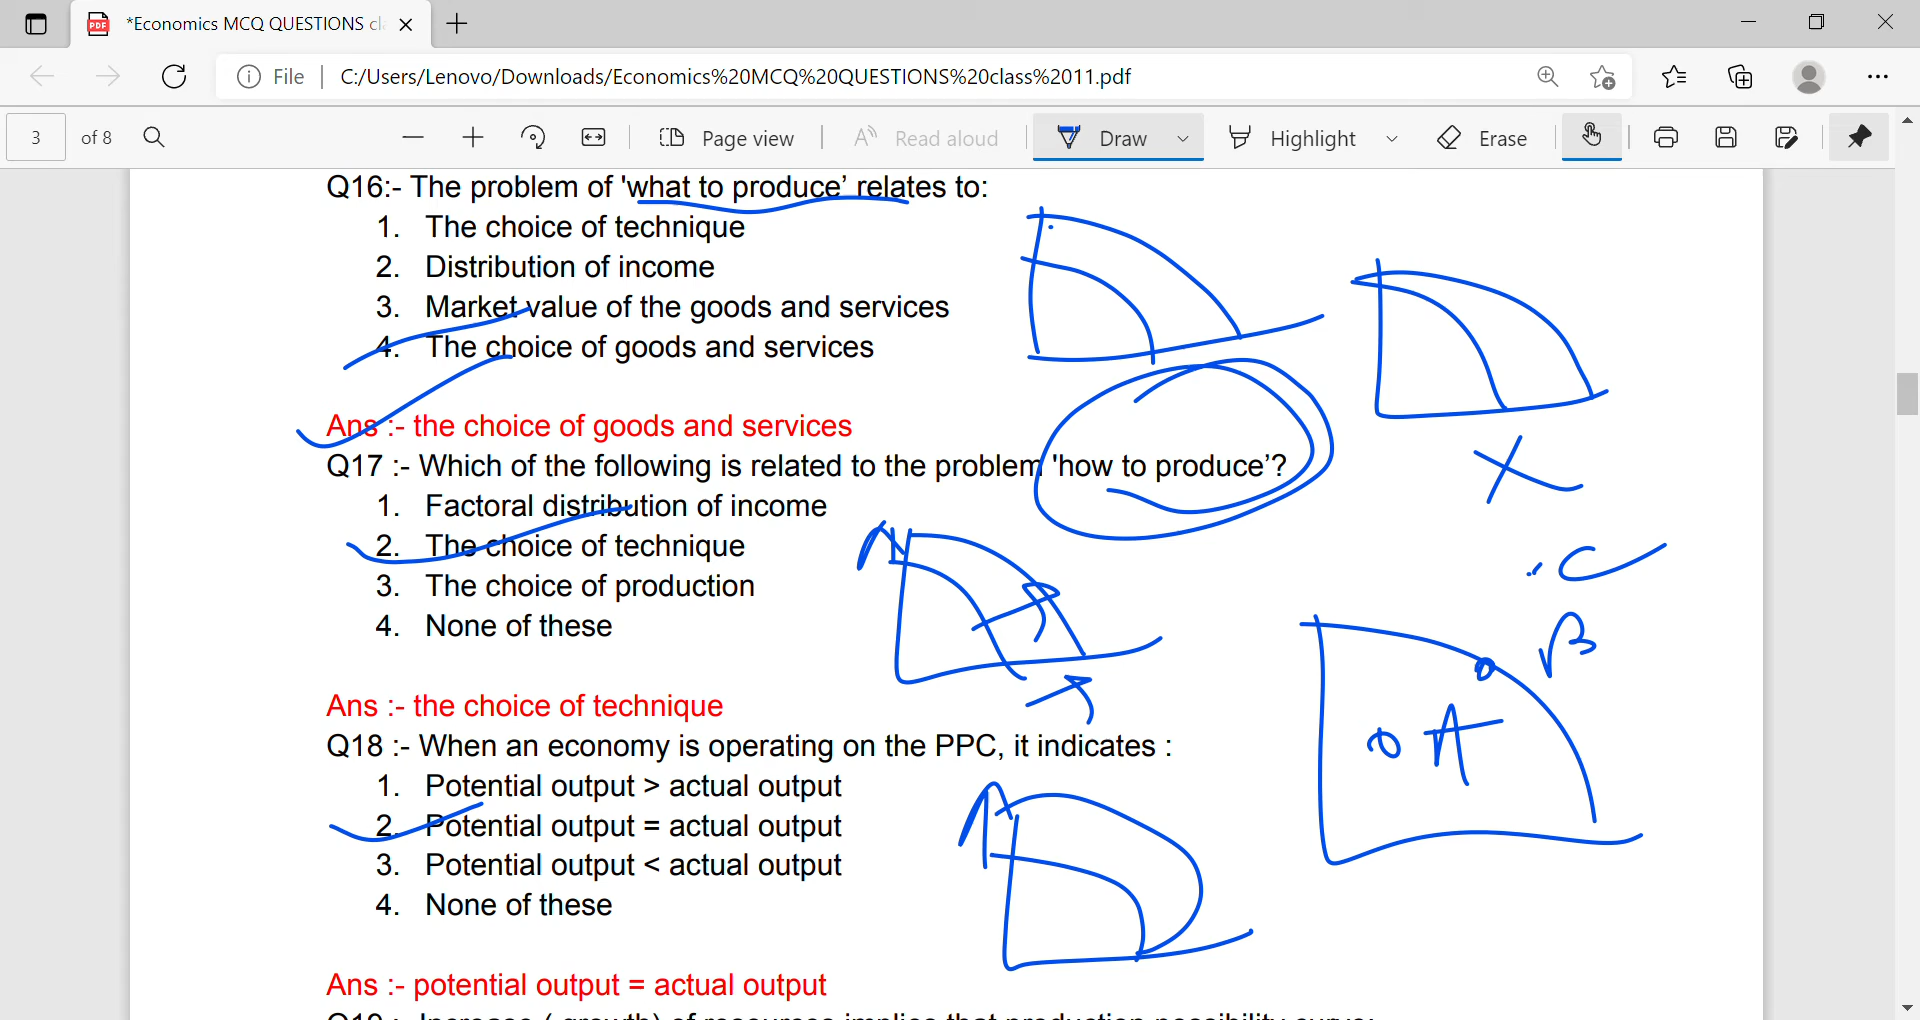 *Economics MCQ QUESTIONS cl
File
C:/Users/Lenovo/Downloads/Economics%20MCQ%20QUESTIONS%20class%2011.pdf
3 of 8
Page view
Read aloud
Draw
Highlight
Erase
Q16:- The problem of 'what to produce’ relates to:
1. The choice of technique
2. Distribution of income
3. Market value of the goods and services
4. The choice of goods and services
Ans :- the choice of goods and services
Q17 :- Which of the following is related to the problem 'how to produce’?
1. Factoral distribution of income
2. The choice of technique
3. The choice of production
4. None of these
Ans :- the choice of technique
Q18 :- When an economy is operating on the PPC, it indicates :
1. Potential output > actual output
2. Potential output = actual output
3. Potential output < actual output
4. None of these
Ans :- potential output = actual output
C
B
A